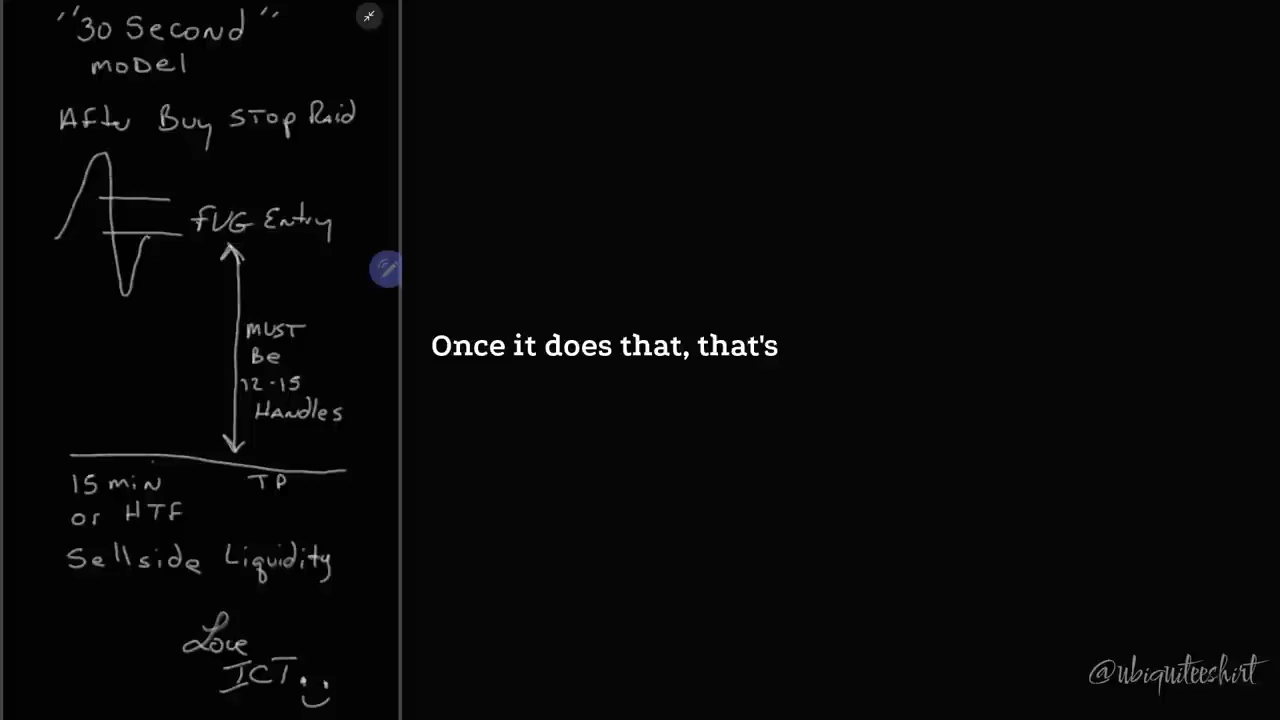 "30 Second"
model
After Buy Stop Raid
FVG Entry
MUST
Be
12-15
HANDles
15 min
or HTF
TP
Sellside Liquidity
Love
ICT
Once it does that, that's
@ubiquiteeshirt